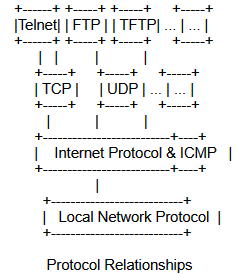 +------+ +-----+ +-----+ +-----+
|Telnet| | FTP | | TFTP| ... | ... |
+------+ +-----+ +-----+ +-----+
| | | |
+-----+ +-----+ +-----+
| TCP | | UDP | ... | ... |
+-----+ +-----+ +-----+
| | |
+--------------------------+----+
| Internet Protocol & ICMP |
+--------------------------+----+
|
+---------------------------+
| Local Network Protocol |
+---------------------------+
Protocol Relationships